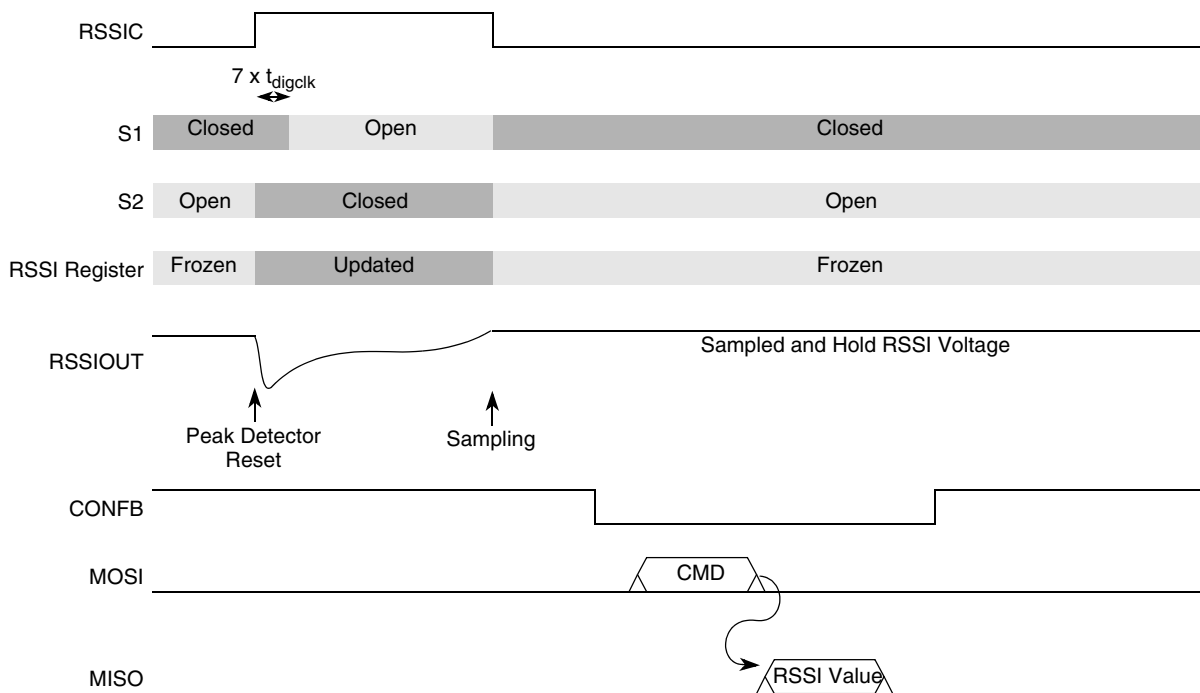 RSSIC
7 x tdigclk
S1 Closed Open Closed
S2 Open Closed Open
RSSI Register Frozen Updated Frozen
RSSIOUT Sampled and Hold RSSI Voltage
Peak Detector
Reset
Sampling
CONFB
MOSI CMD
MISO RSSI Value